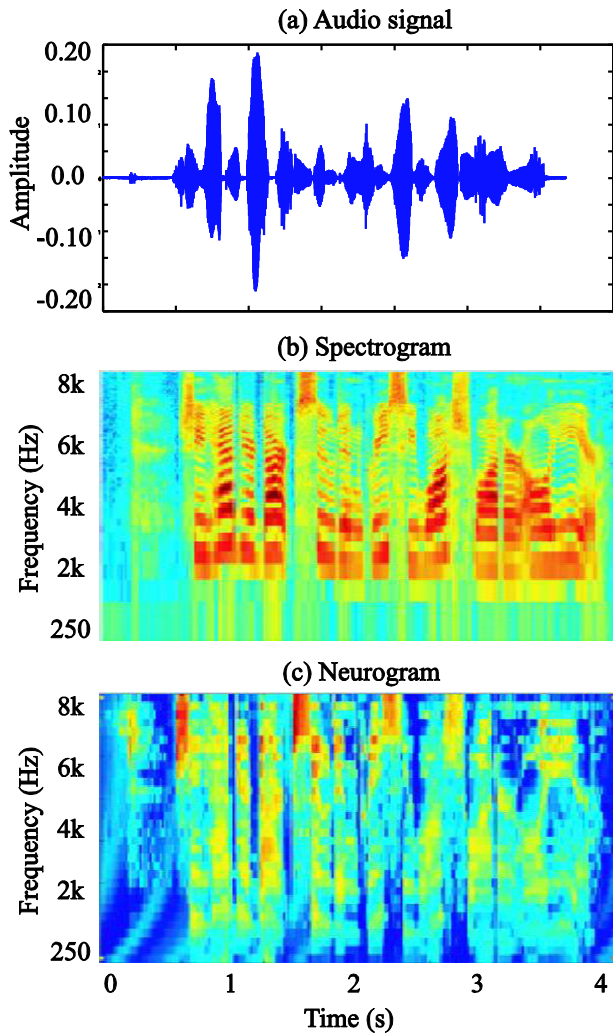 (a) Audio signal
0.20
0.10
0.0
-0.10
-0.20
Amplitude
(b) Spectrogram
8k
6k
4k
2k
250
Frequency (Hz)
(c) Neurogram
8k
6k
4k
2k
250
Frequency (Hz)
0 1 2 3 4
Time (s)